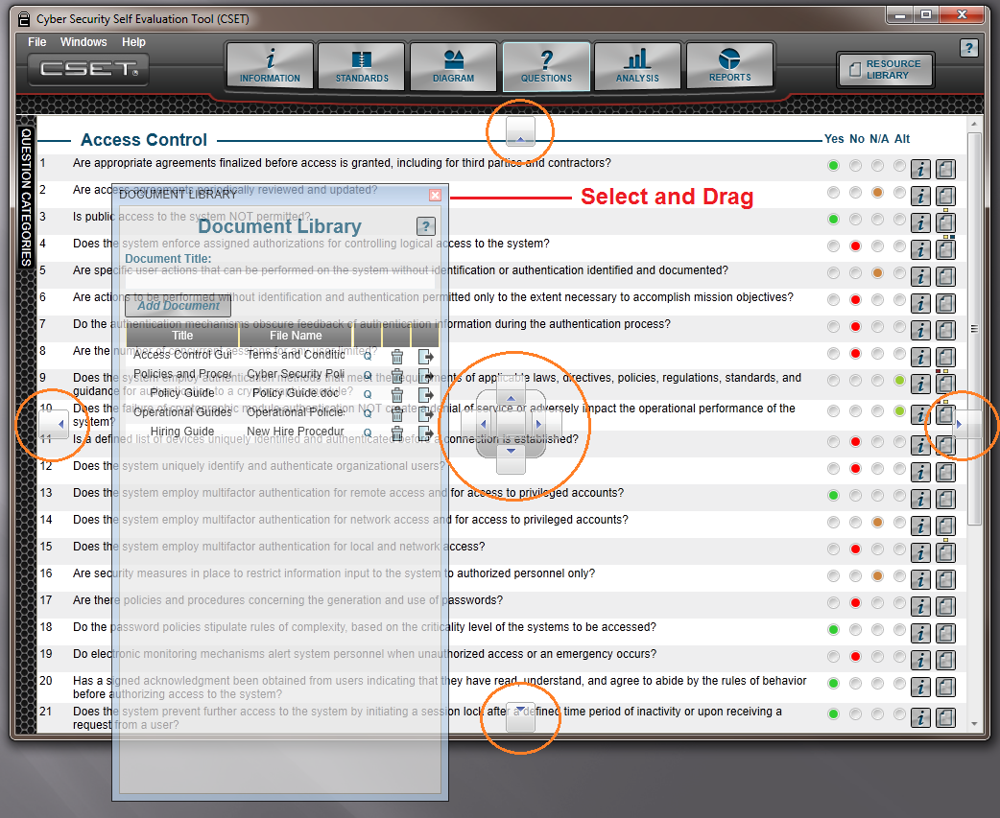 Cyber Security Self Evaluation Tool (CSET)
File Windows Help
CSET
INFORMATION
STANDARDS
DIAGRAM
QUESTIONS
ANALYSIS
REPORTS
RESOURCE
LIBRARY
?
QUESTION CATEGORIES
Access Control
Yes No N/A Alt
1 Are appropriate agreements finalized before access is granted, including for third parties and contractors?
2 Are access agreements periodically reviewed and updated?
3 Is public access to the system NOT permitted?
4 Does the system enforce assigned authorizations for controlling logical access to the system?
5 Are specific user actions that can be performed on the system without identification or authentication identified and documented?
6 Are actions to be performed without identification and authentication permitted only to the extent necessary to accomplish mission objectives?
7 Do the authentication mechanisms obscure feedback of authentication information during the authentication process?
8 Are the number of concurrent sessions for any user limited?
9 Does the system employ authentication methods that meet the requirements of applicable laws, directives, policies, regulations, standards, and
guidance for authentication to a cryptographic module?
10 Does the failure of cryptographic module authentication NOT create a denial of service or adversely impact the operational performance of the
system?
11 Is a defined list of devices uniquely identified and authenticated before a connection is established?
12 Does the system uniquely identify and authenticate organizational users?
13 Does the system employ multifactor authentication for remote access and for access to privileged accounts?
14 Does the system employ multifactor authentication for network access and for access to privileged accounts?
15 Does the system employ multifactor authentication for local and network access?
16 Are security measures in place to restrict information input to the system to authorized personnel only?
17 Are there policies and procedures concerning the generation and use of passwords?
18 Do the password policies stipulate rules of complexity, based on the criticality level of the systems to be accessed?
19 Do electronic monitoring mechanisms alert system personnel when unauthorized access or an emergency occurs?
20 Has a signed acknowledgment been obtained from users indicating that they have read, understand, and agree to abide by the rules of behavior
before authorizing access to the system?
21 Does the system prevent further access to the system by initiating a session lock after a defined time period of inactivity or upon receiving a
request from a user?
DOCUMENT LIBRARY
Select and Drag
Document Library
?
Document Title:
Add Document
Title File Name
Access Control Gui Terms and Conditic
Policies and Proced Cyber Security Poli
Policy Guide Policy Guide doc
Operational Guides Operational Policie
Hiring Guide New Hire Procedur